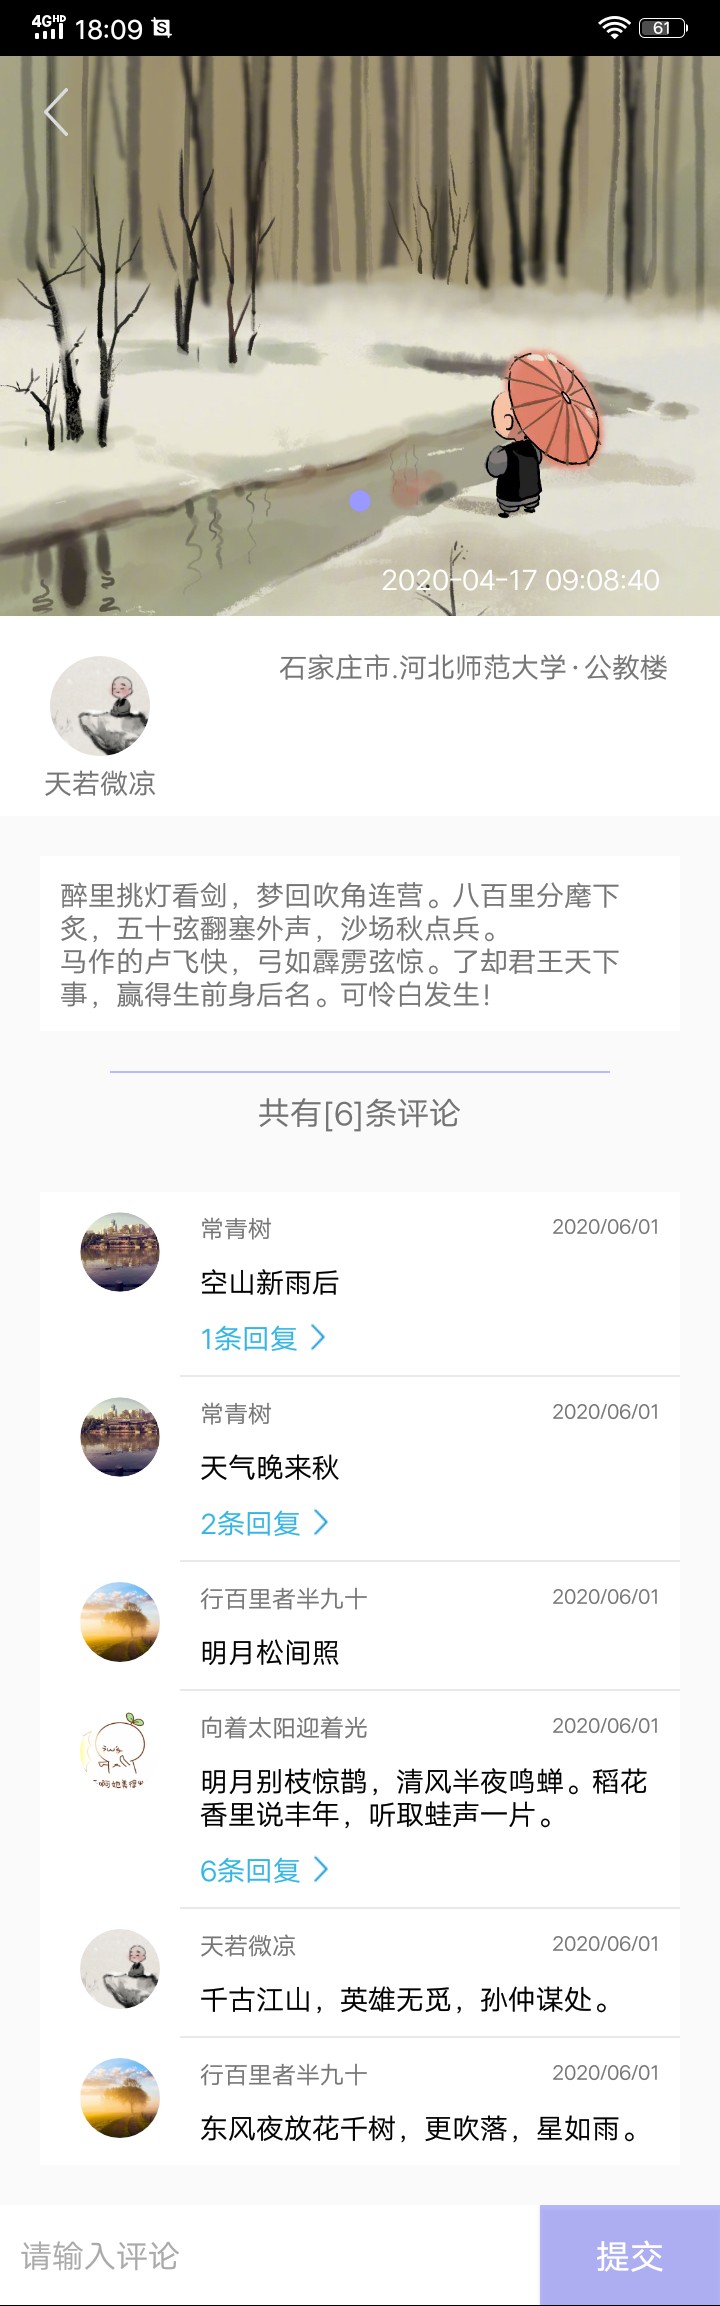 4GHD 18:09 61
2020-04-17 09:08:40
石家庄市.河北师范大学·公教楼
天若微凉
醉里挑灯看剑，梦回吹角连营。八百里分麾下
炙，五十弦翻塞外声，沙场秋点兵。
马作的卢飞快，弓如霹雳弦惊。了却君王天下
事，赢得生前身后名。可怜白发生！
共有[6]条评论
常青树 2020/06/01
空山新雨后
1条回复
常青树 2020/06/01
天气晚来秋
2条回复
行百里者半九十 2020/06/01
明月松间照
向着太阳迎着光 2020/06/01
明月别枝惊鹊，清风半夜鸣蝉。稻花
香里说丰年，听取蛙声一片。
6条回复
天若微凉 2020/06/01
千古江山，英雄无觅，孙仲谋处。
行百里者半九十 2020/06/01
东风夜放花千树，更吹落，星如雨。
请输入评论 提交